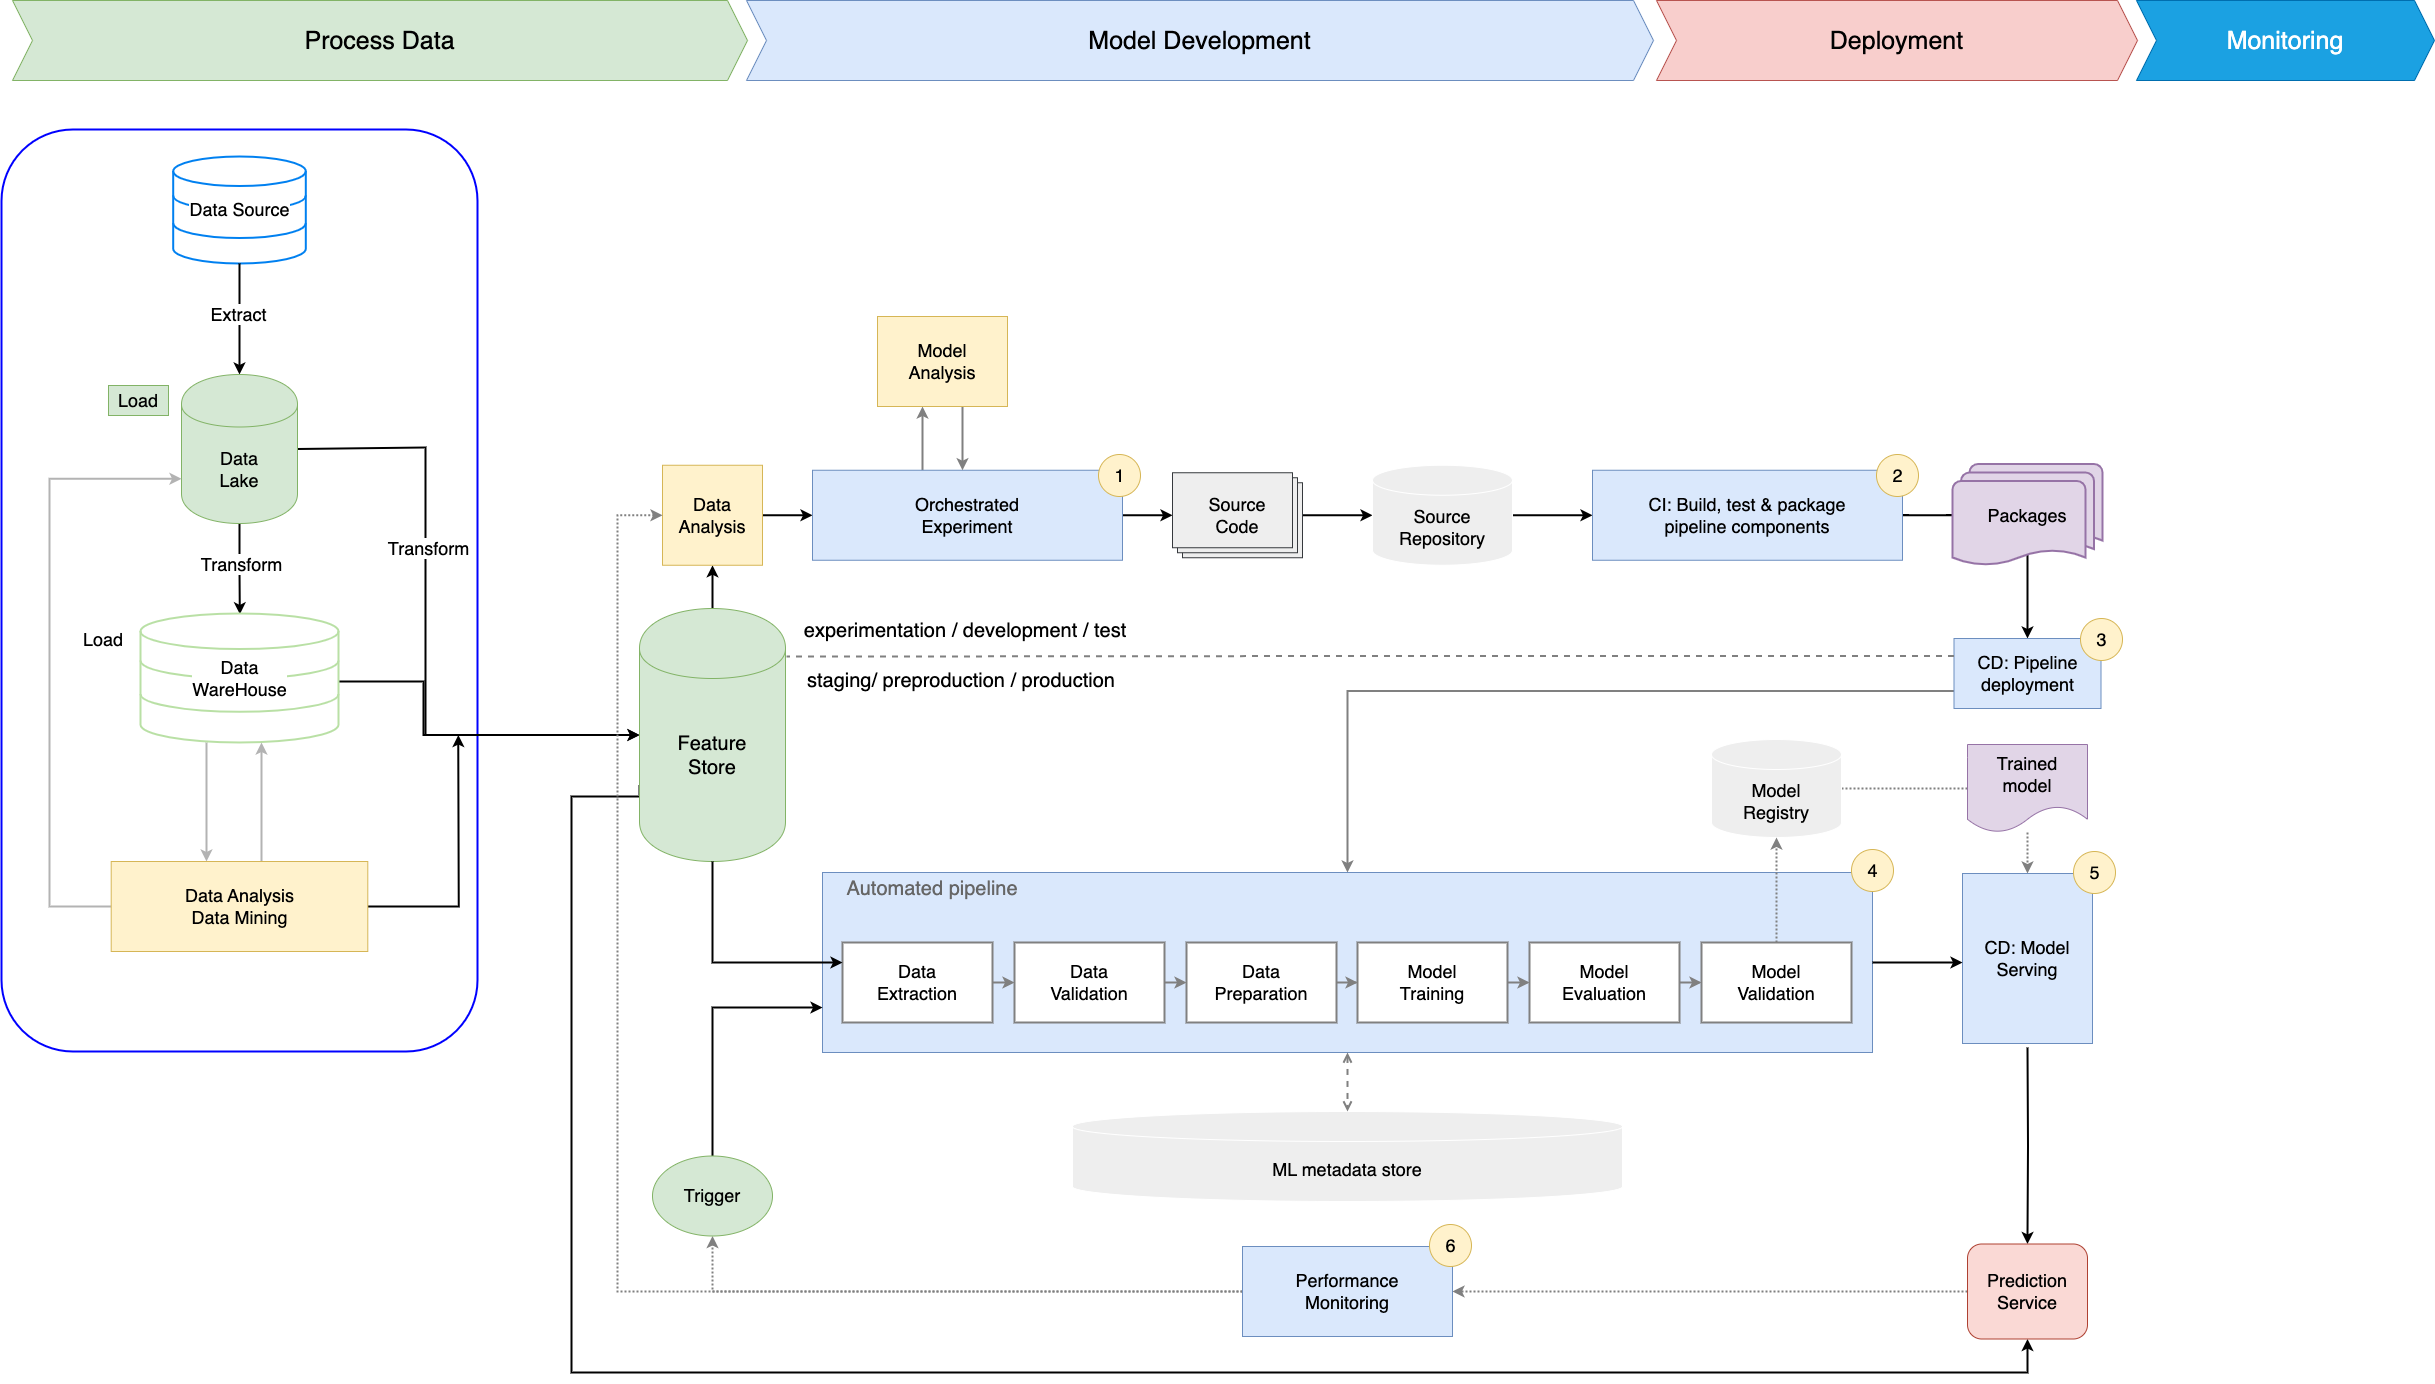 Process Data
Model Development
Deployment
Monitoring
Data Source
Extract
Load
Data
Lake
Transform
Transform
Load
Data
WareHouse
Data Analysis
Data Mining
Model
Analysis
Data
Analysis
Orchestrated
Experiment
1
Source
Code
Source
Repository
CI: Build, test & package
pipeline components
2
Packages
experimentation / development / test
staging/ preproduction / production
CD: Pipeline
deployment
3
Feature
Store
Model
Registry
Trained
model
Automated pipeline
4
Data
Extraction
Data
Validation
Data
Preparation
Model
Training
Model
Evaluation
Model
Validation
CD: Model
Serving
5
ML metadata store
Trigger
Performance
Monitoring
6
Prediction
Service